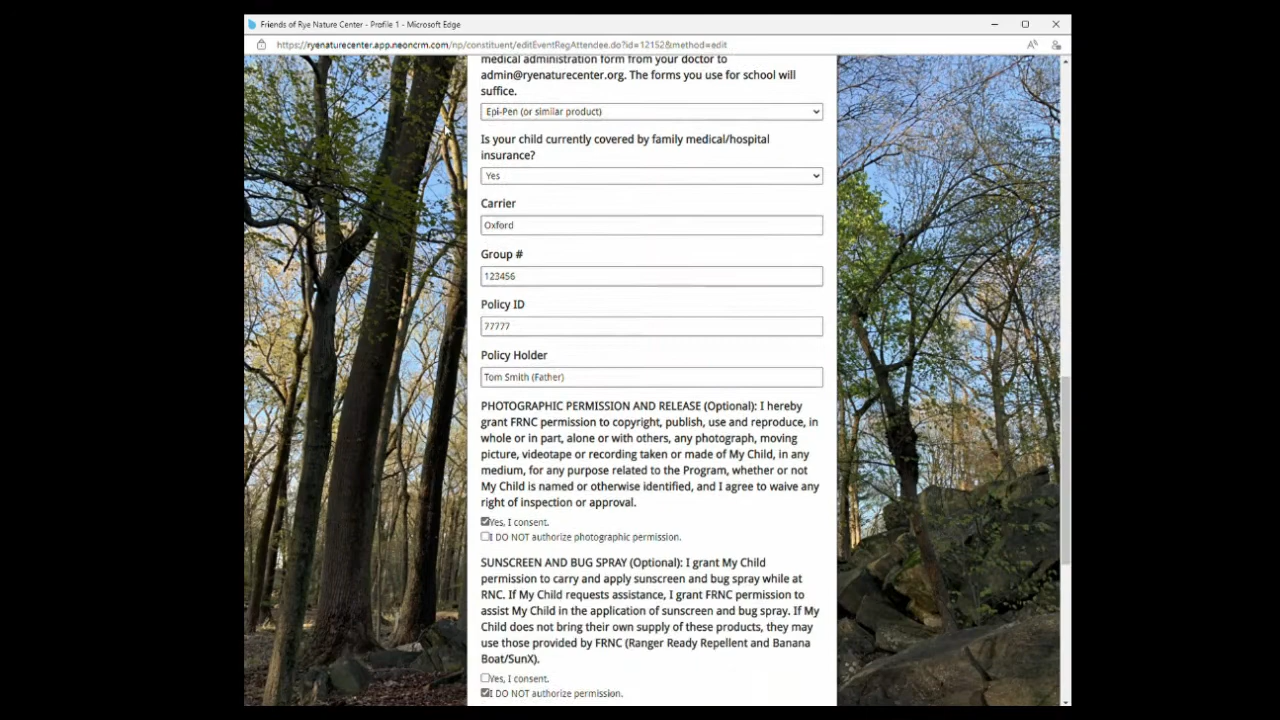 Friends of Rye Nature Center - Profile 1 - Microsoft Edge
https://ryenaturecenter.app.neoncrm.com/np/constituent/editEventRegAttendee.do?id=12152&method=edit
medical administration form from your doctor to
admin@ryenaturecenter.org. The forms you use for school will
suffice.
Epi-Pen (or similar product)
Is your child currently covered by family medical/hospital
insurance?
Yes
Carrier
Oxford
Group #
123456
Policy ID
77777
Policy Holder
Tom Smith (Father)
PHOTOGRAPHIC PERMISSION AND RELEASE (Optional): I hereby
grant FRNC permission to copyright, publish, use and reproduce, in
whole or in part, alone or with others, any photograph, moving
picture, videotape or recording taken or made of My Child, in any
medium, for any purpose related to the Program, whether or not
My Child is named or otherwise identified, and I agree to waive any
right of inspection or approval.
Yes, I consent.
I DO NOT authorize photographic permission.
SUNSCREEN AND BUG SPRAY (Optional): I grant My Child
permission to carry and apply sunscreen and bug spray while at
RNC. If My Child requests assistance, I grant FRNC permission to
assist My Child in the application of sunscreen and bug spray. If My
Child does not bring their own supply of these products, they may
use those provided by FRNC (Ranger Ready Repellent and Banana
Boat/SunX).
Yes, I consent.
I DO NOT authorize permission.